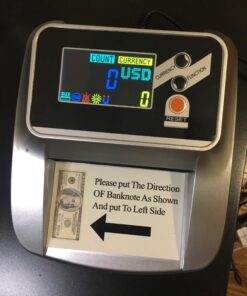 COUNT CURRENCY
0 USD
0
CURRENCY
FUNCTION
RESET
Please put The Direction
OF Banknote As Shown
And put To Left Side